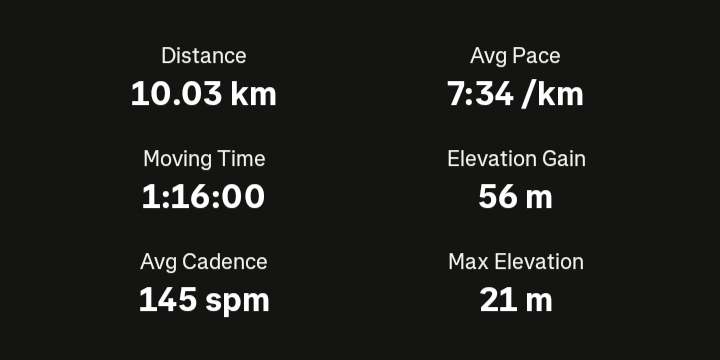 Distance
10.03 km
Avg Pace
7:34 /km
Moving Time
1:16:00
Elevation Gain
56 m
Avg Cadence
145 spm
Max Elevation
21 m